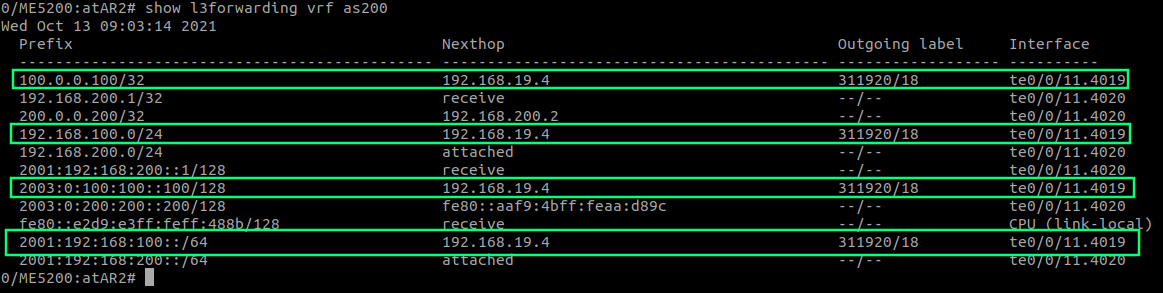 0/ME5200:atAR2# show l3forwarding vrf as200
Wed Oct 13 09:03:14 2021
Prefix Nexthop Outgoing label Interface
---------------------------------------------- ------------------------------------------- ------------------ ----------
100.0.0.100/32 192.168.19.4 311920/18 te0/0/11.4019
192.168.200.1/32 receive --/-- te0/0/11.4020
200.0.0.200/32 192.168.200.2 --/-- te0/0/11.4020
192.168.100.0/24 192.168.19.4 311920/18 te0/0/11.4019
192.168.200.0/24 attached --/-- te0/0/11.4020
2001:192:168:200::1/128 receive --/-- te0/0/11.4020
2003:0:100:100::100/128 192.168.19.4 311920/18 te0/0/11.4019
2003:0:200:200::200/128 fe80::aaf9:4bff:feaa:d89c --/-- te0/0/11.4020
fe80::e2d9:e3ff:feff:488b/128 receive --/-- CPU (link-local)
2001:192:168:100::/64 192.168.19.4 311920/18 te0/0/11.4019
2001:192:168:200::/64 attached --/-- te0/0/11.4020
0/ME5200:atAR2#